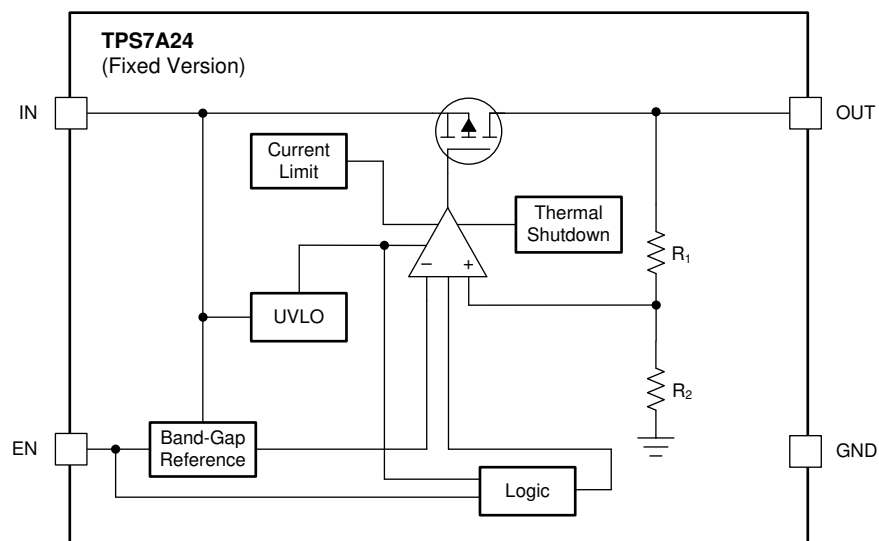 TPS7A24
(Fixed Version)
IN
OUT
Current
Limit
Thermal
Shutdown
R₁
−
+
UVLO
R₂
EN
Band-Gap
Reference
GND
Logic